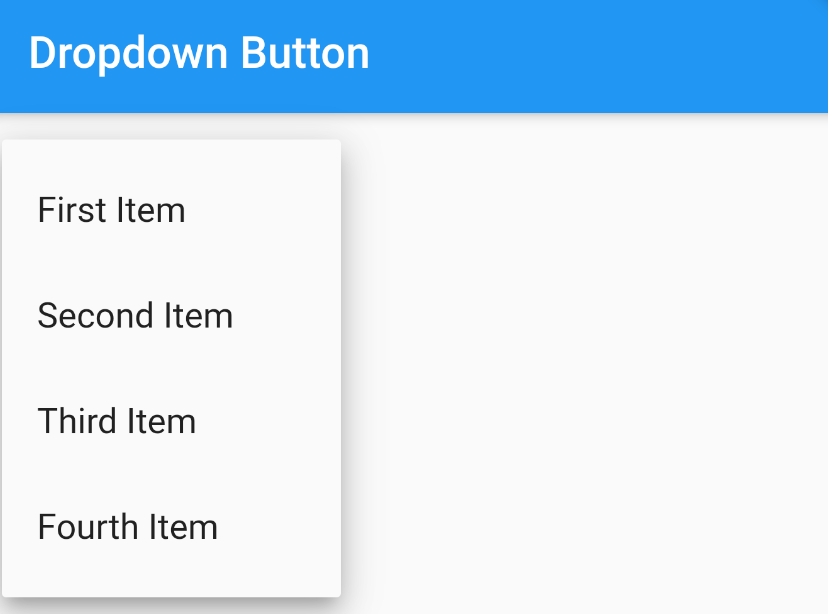 Dropdown Button
First Item
Second Item
Third Item
Fourth Item